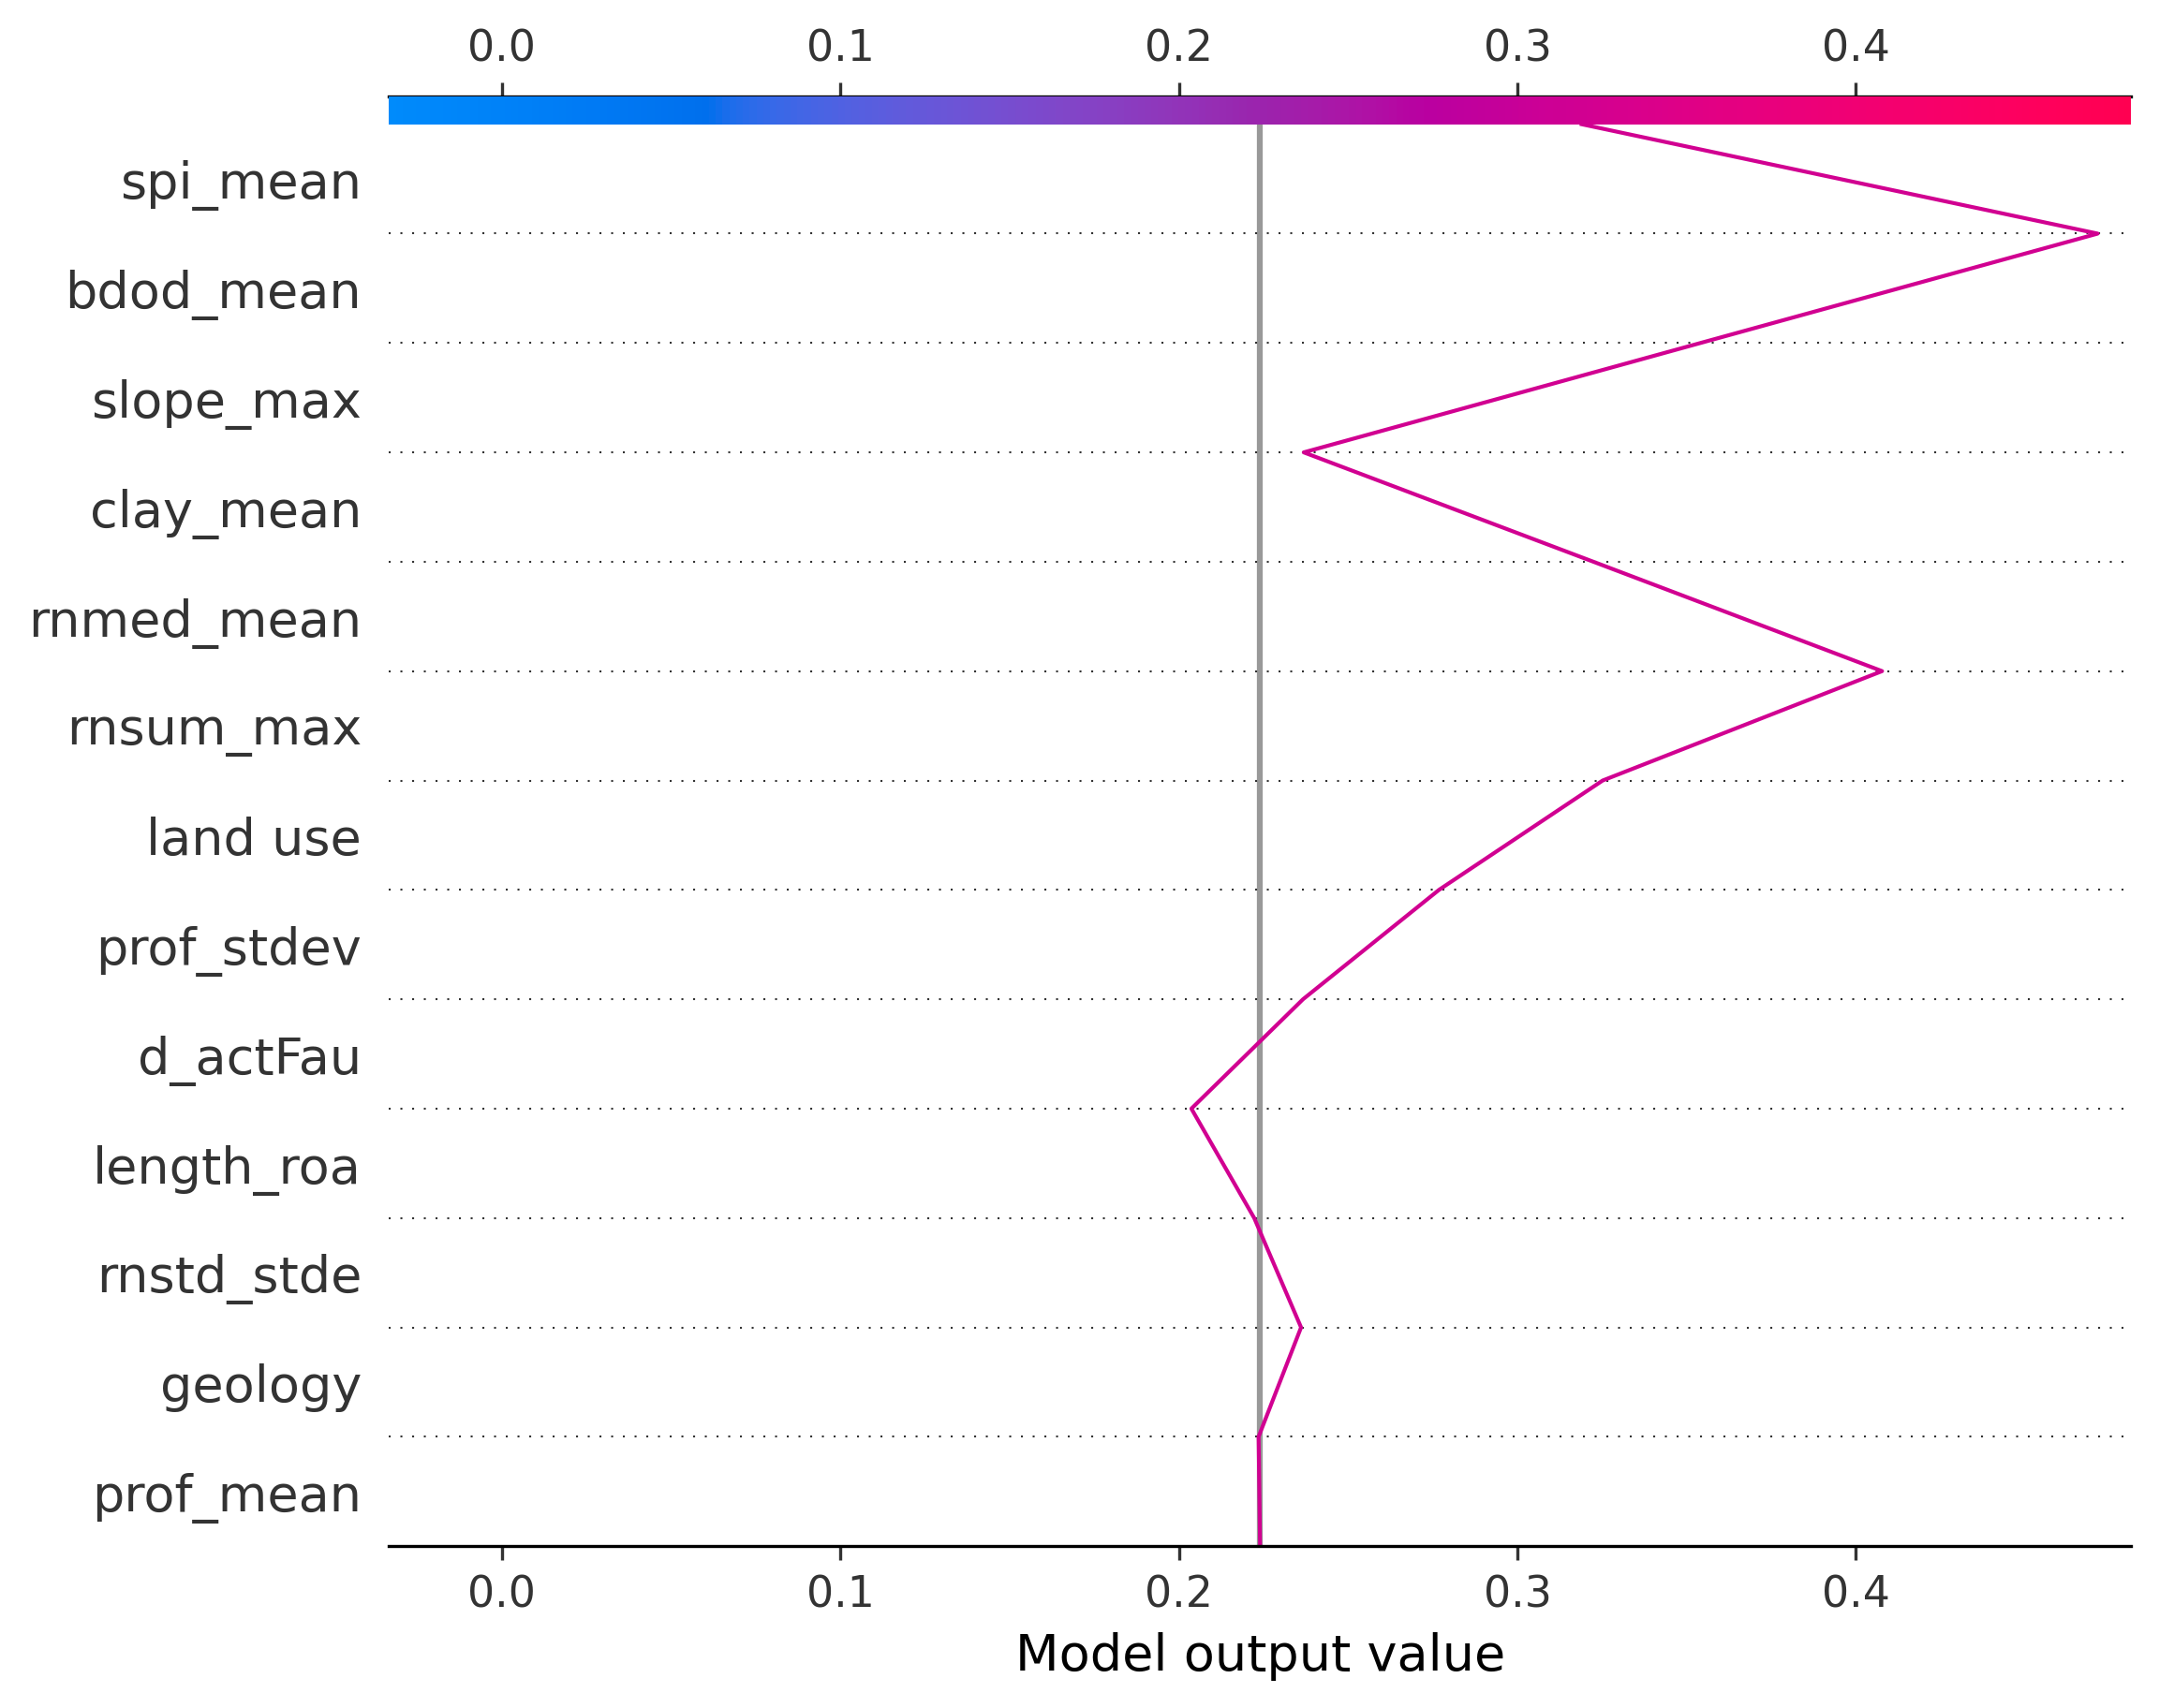 0.0 0.1 0.2 0.3 0.4
spi_mean
bdod_mean
slope_max
clay_mean
rnmed_mean
rnsum_max
land use
prof_stdev
d_actFau
length_roa
rnstd_stde
geology
prof_mean
0.0 0.1 0.2 0.3 0.4
Model output value